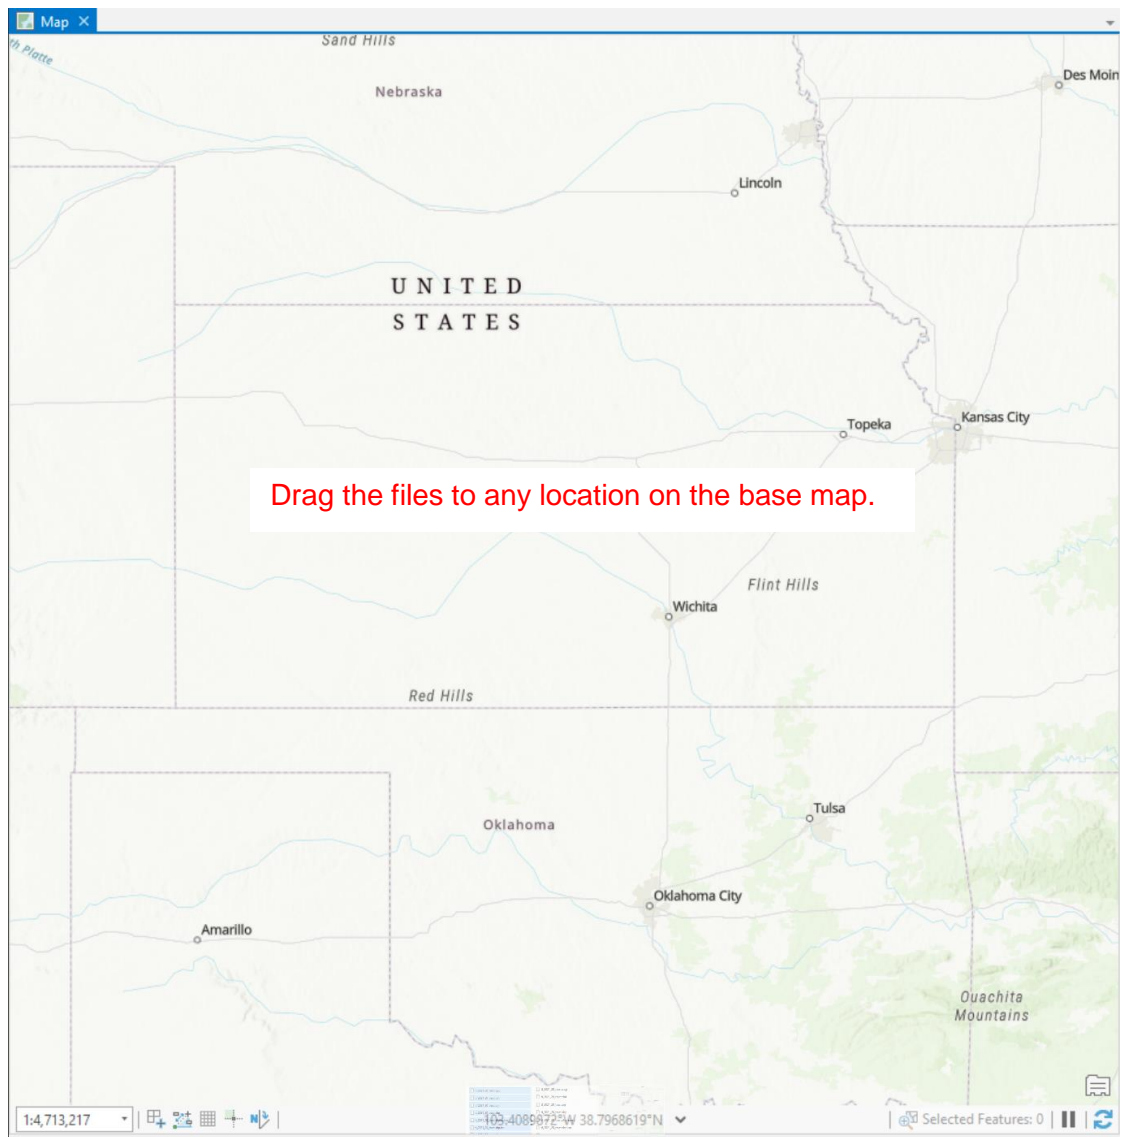 Map
th Platte
Sand Hills
Des Moin
Nebraska
Lincoln
UNITED
STATES
Topeka
Kansas City
Drag the files to any location on the base map.
Flint Hills
Wichita
Red Hills
Tulsa
Oklahoma
Oklahoma City
Amarillo
Ouachita
Mountains
1:4,713,217
N
103.4089872°W 38.7968619°N
Selected Features: 0